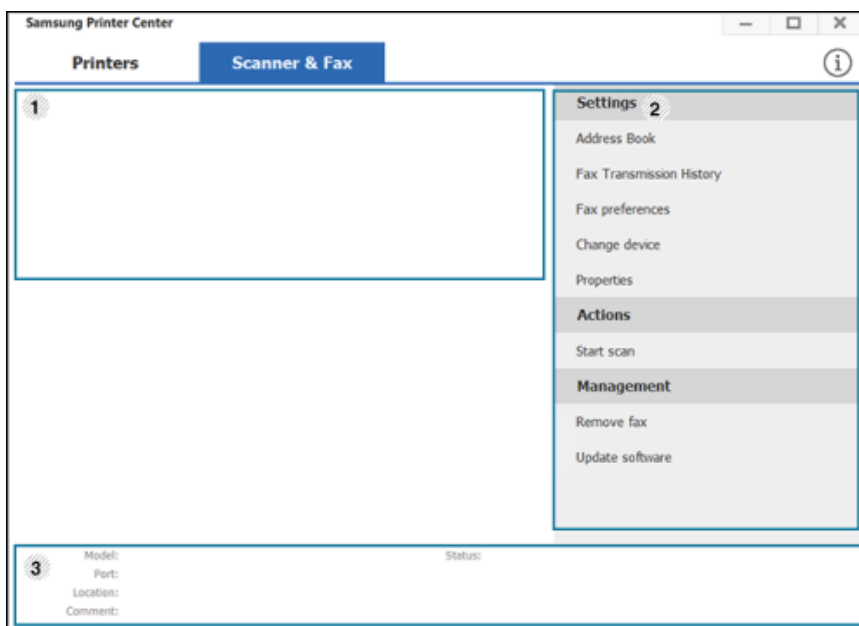 Samsung Printer Center
Printers
Scanner & Fax
i
1
Settings
2
Address Book
Fax Transmission History
Fax preferences
Change device
Properties
Actions
Start scan
Management
Remove fax
Update software
3
Model:
Status:
Port:
Location:
Comment: